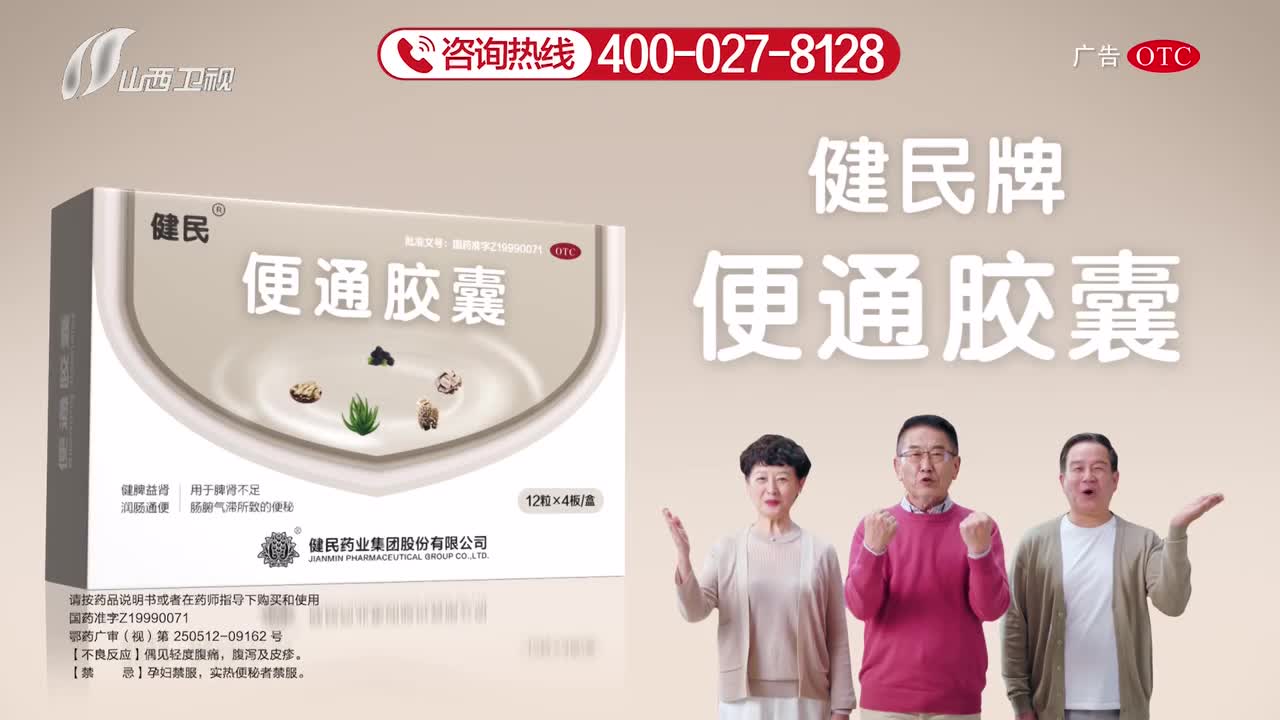 山西卫视
咨询热线 400-027-8128
广告 OTC
健民牌
便通胶囊
健民®
批准文号：国药准字Z19990071 OTC
便通胶囊
健脾益肾 用于脾肾不足
润肠通便 肠腑气滞所致的便秘
12粒×4板/盒
健民药业集团股份有限公司
JIANMIN PHARMACEUTICAL GROUP CO.,LTD.
请按药品说明书或者在药师指导下购买和使用
国药准字Z19990071
鄂药广审（视）第 250512-09162 号
【不良反应】偶见轻度腹痛，腹泻及皮疹。
【禁 忌】孕妇禁服，实热便秘者禁服。